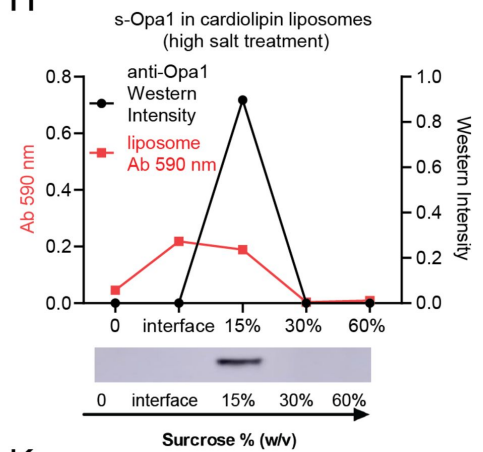 s-Opa1 in cardiolipin liposomes
(high salt treatment)
anti-Opa1
Western
Intensity
liposome
Ab 590 nm
Ab 590 nm
0.8
0.6
0.4
0.2
0.0
1.0
0.8
0.6
0.4
0.2
0.0
Western Intensity
0 interface 15% 30% 60%
0 interface 15% 30% 60%
Surcrose % (w/v)